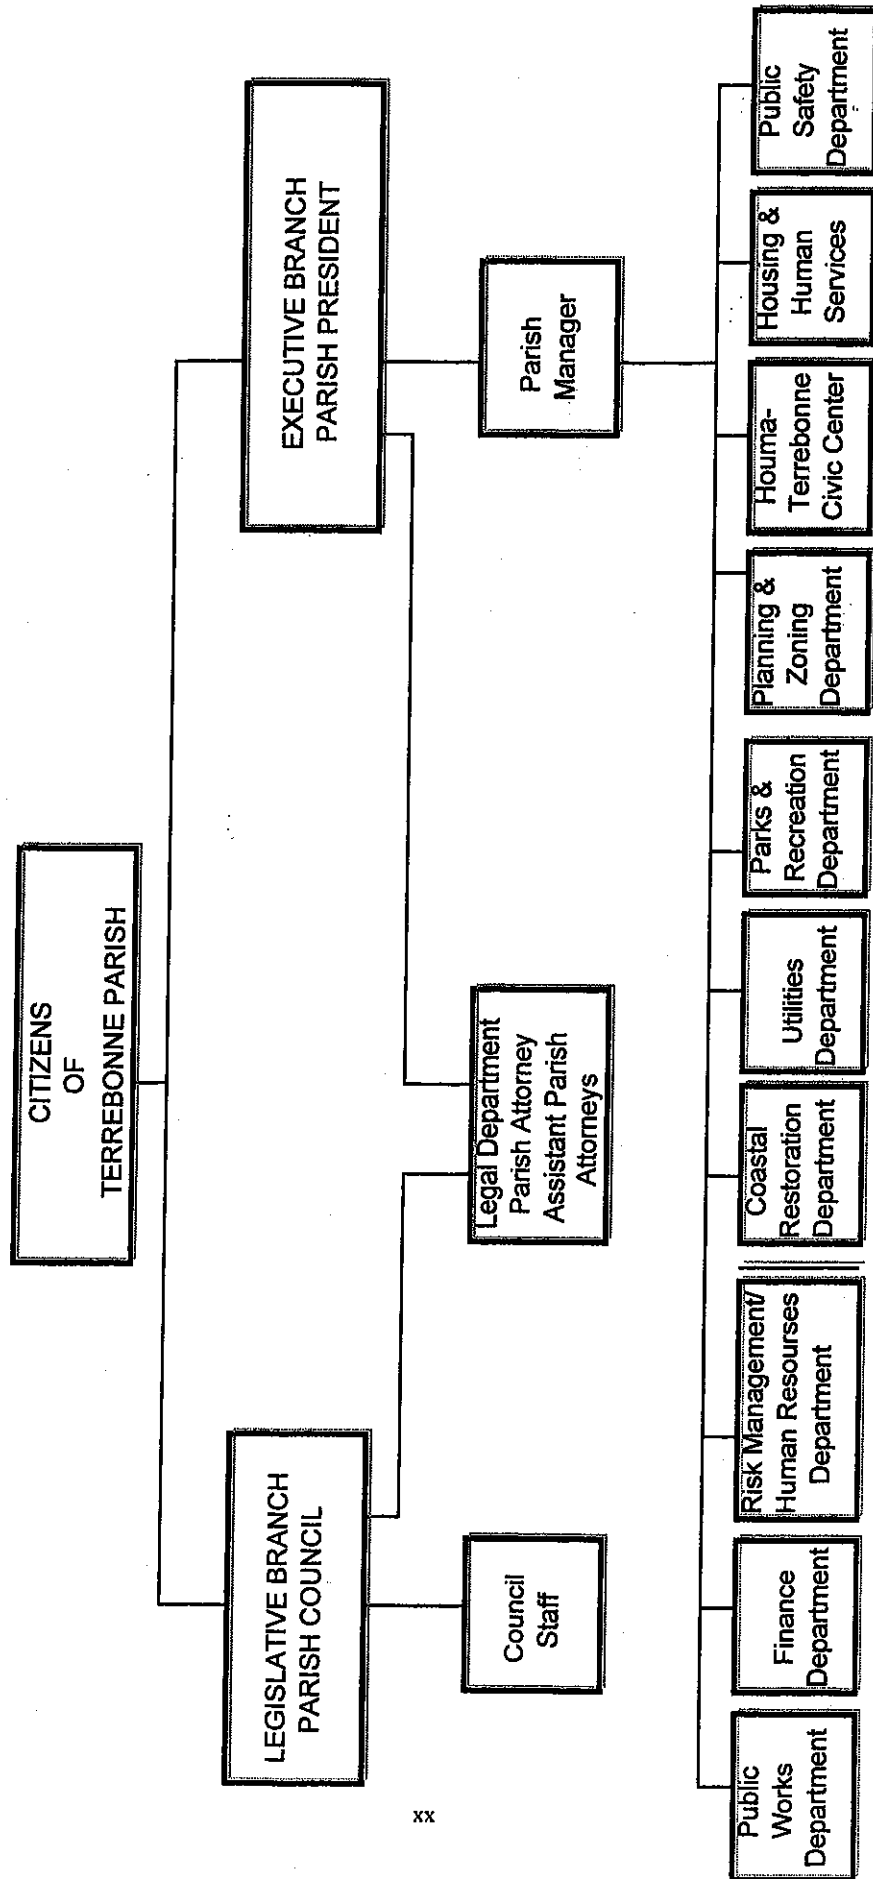 CITIZENS
OF
TERREBONNE PARISH
LEGISLATIVE BRANCH
PARISH COUNCIL
EXECUTIVE BRANCH
PARISH PRESIDENT
Council
Staff
Legal Department
Parish Attorney
Assistant Parish
Attorneys
Parish
Manager
Public
Works
Department
Finance
Department
Risk Management/
Human Resourses
Department
Coastal
Restoration
Department
Utilities
Department
Parks &
Recreation
Department
Planning &
Zoning
Department
Houma-
Terrebonne
Civic Center
Housing &
Human
Services
Public
Safety
Department
xx